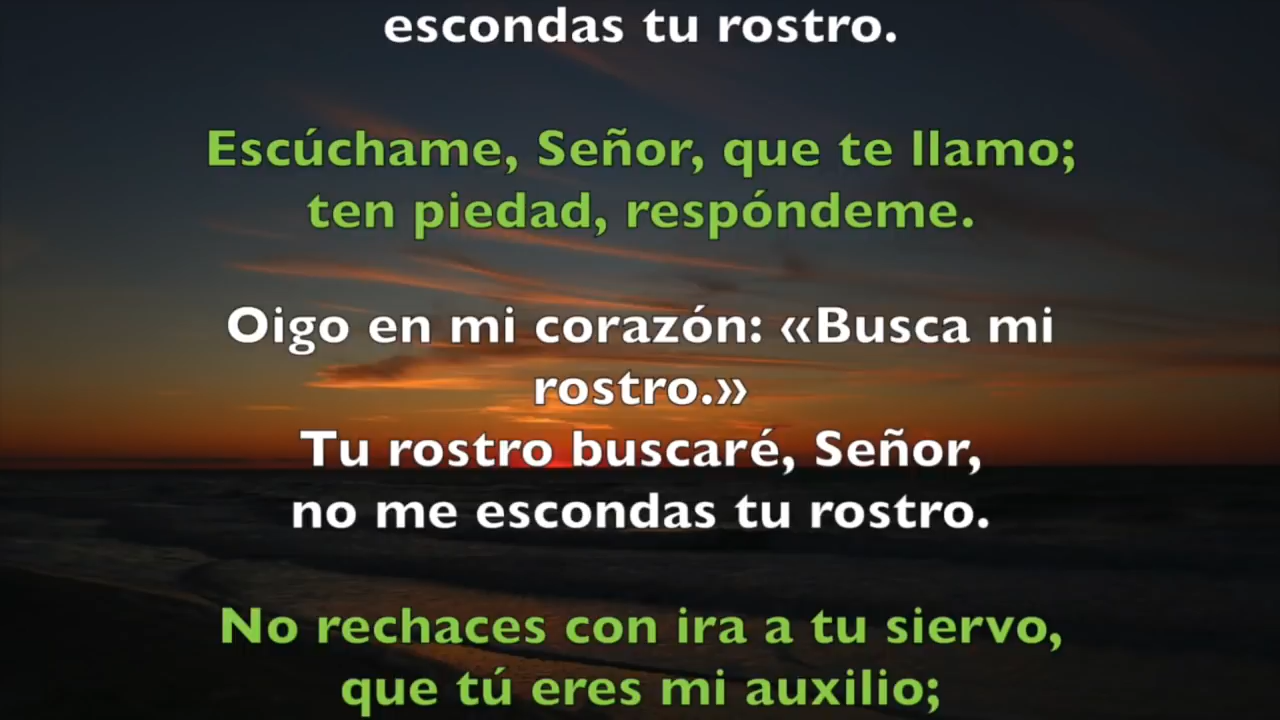 escondas tu rostro.
Escúchame, Señor, que te llamo;
ten piedad, respóndeme.
Oigo en mi corazón: «Busca mi
rostro.»
Tu rostro buscaré, Señor,
no me escondas tu rostro.
No rechaces con ira a tu siervo,
que tú eres mi auxilio;